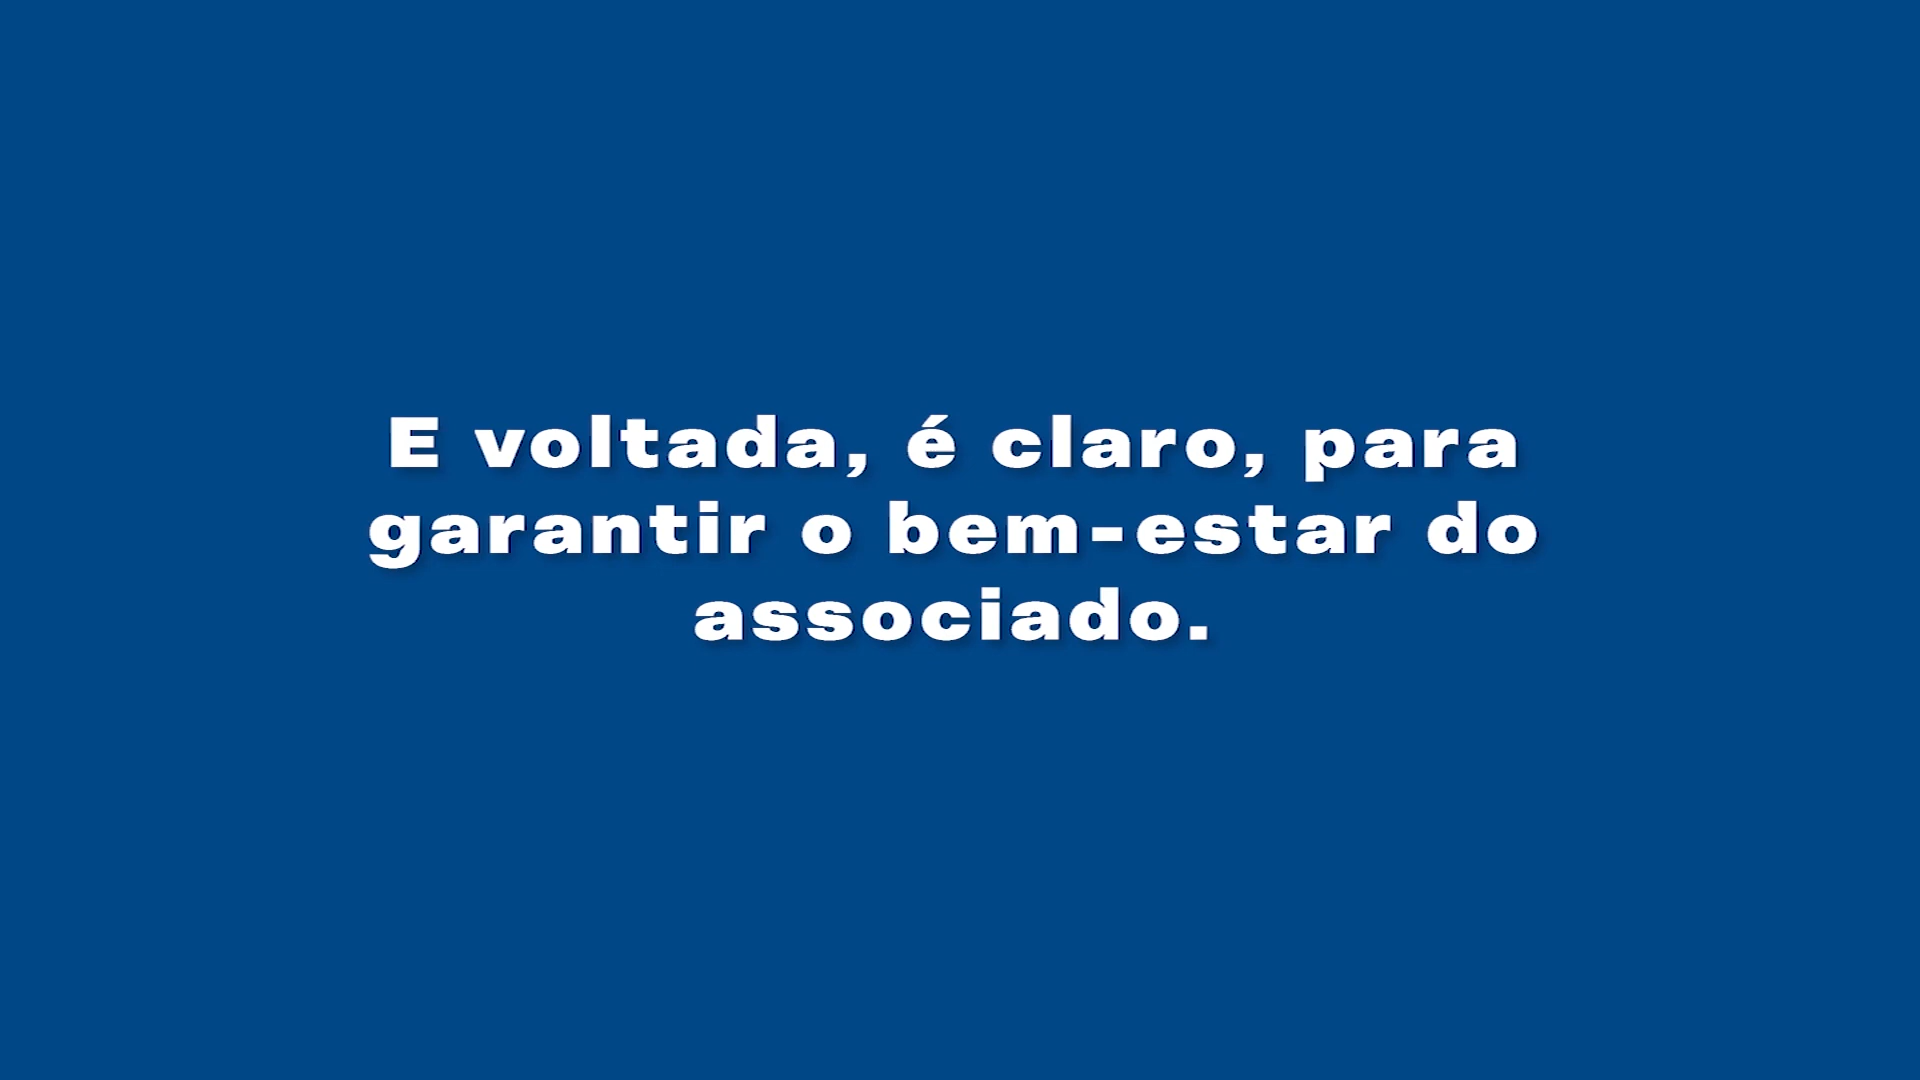 E voltada, é claro, para
garantir o bem-estar do
associado.